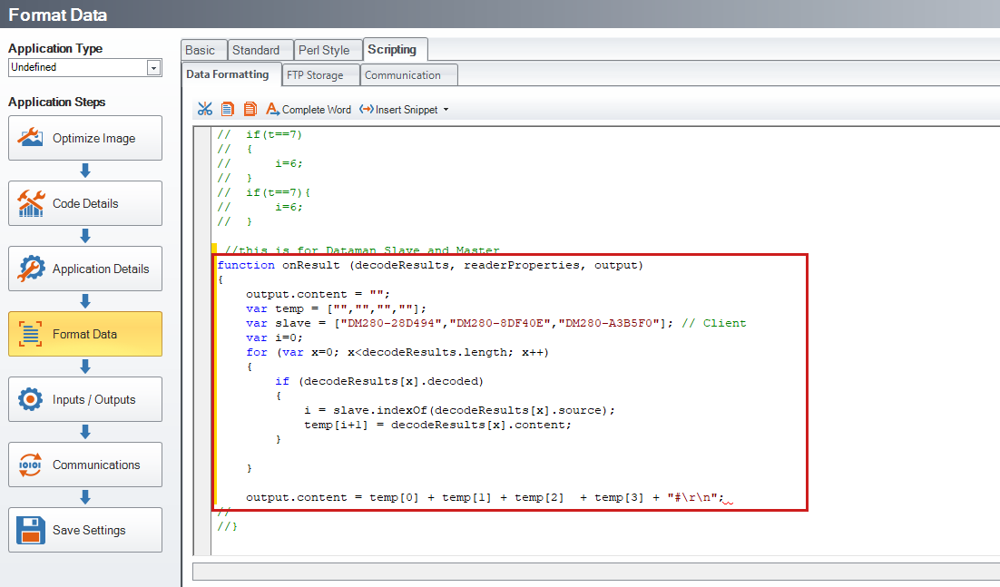 Format Data
Application Type
Undefined
Application Steps
Optimize Image
Code Details
Application Details
Format Data
Inputs / Outputs
Communications
Save Settings
Basic Standard Perl Style Scripting
Data Formatting FTP Storage Communication
Complete Word Insert Snippet
//  if(t==7)
//  {
//      i=6;
//  }
//  if(t==7){
//      i=6;
//  }
//this is for Dataman Slave and Master
function onResult (decodeResults, readerProperties, output)
{
    output.content = "";
    var temp = ["","","",""];
    var slave = ["DM280-28D494","DM280-8DF40E","DM280-A3B5F0"]; // Client
    var i=0;
    for (var x=0; x<decodeResults.length; x++)
    {
        if (decodeResults[x].decoded)
        {
            i = slave.indexOf(decodeResults[x].source);
            temp[i+1] = decodeResults[x].content;
        }
    }
    output.content = temp[0] + temp[1] + temp[2]  + temp[3] + "#\r\n";
//
//}